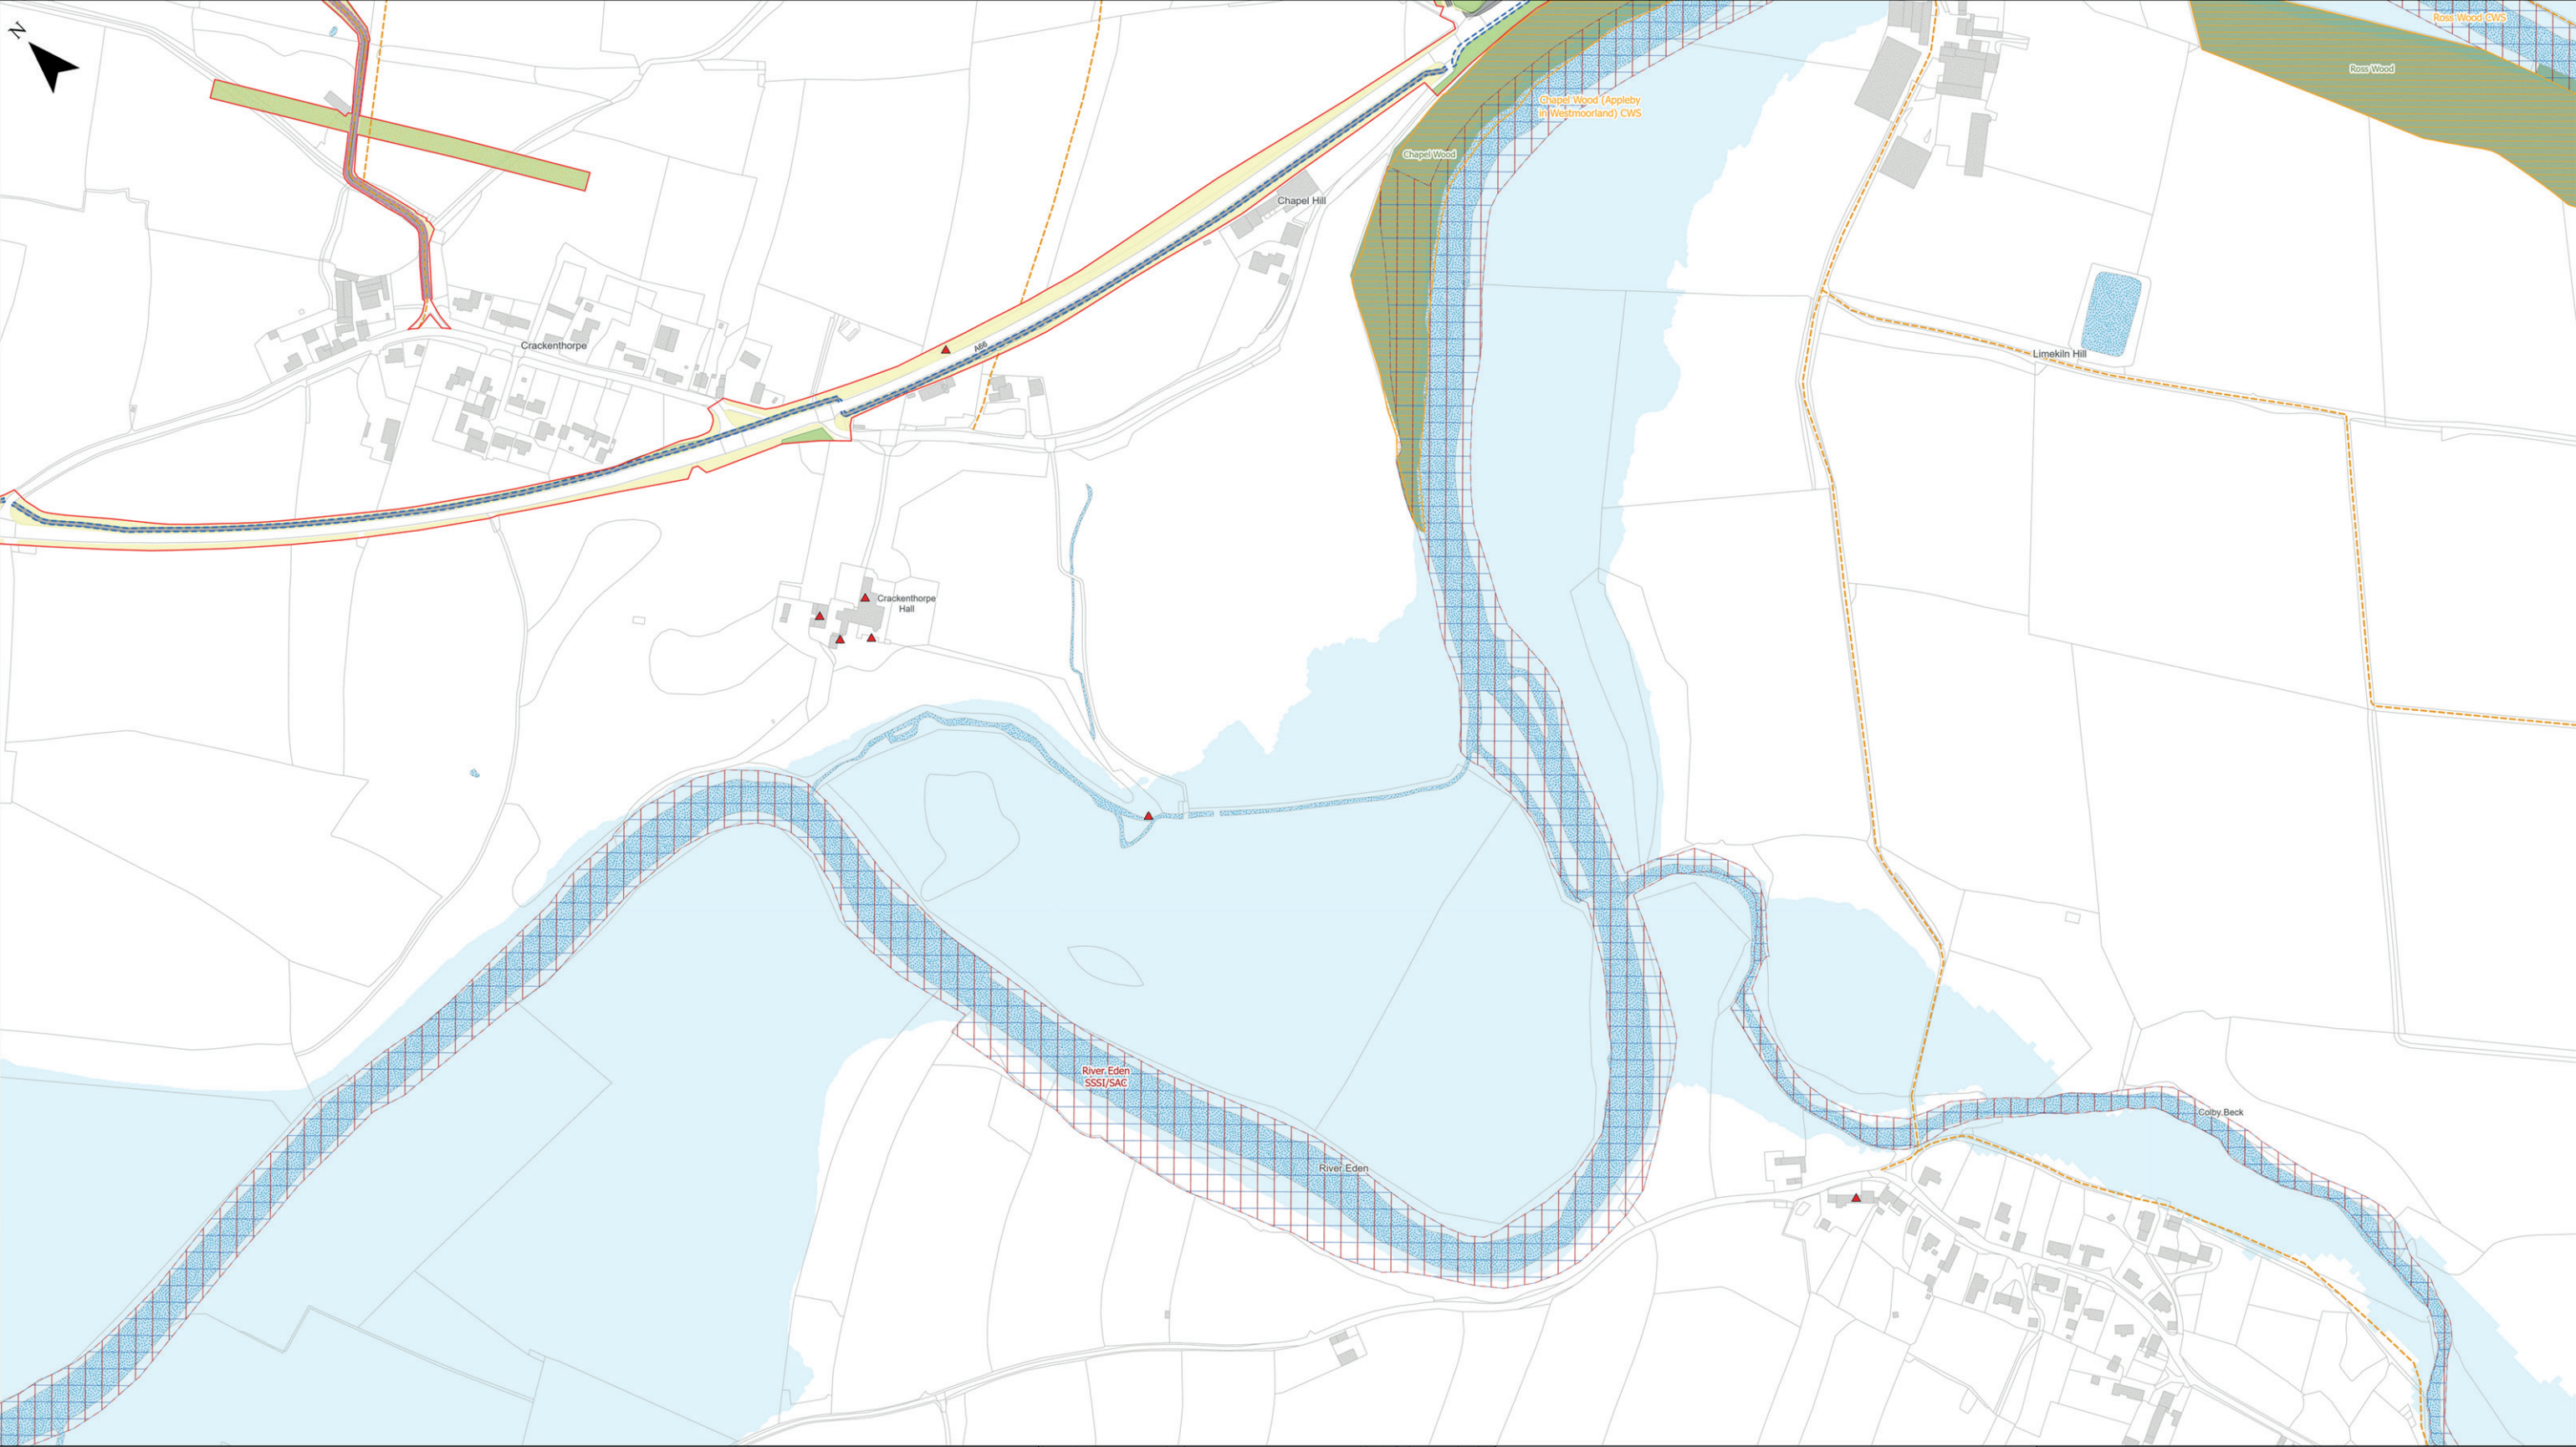 Ross Wood CWS
N
Ross Wood
Chapel Wood (Appleby
in Westmoorland) CWS
Chapel Wood
Chapel Hill
Crackenthorpe
A66
Limekiln Hill
Crackenthorpe
Hall
River Eden
SSSI/SAC
Colby Beck
River Eden